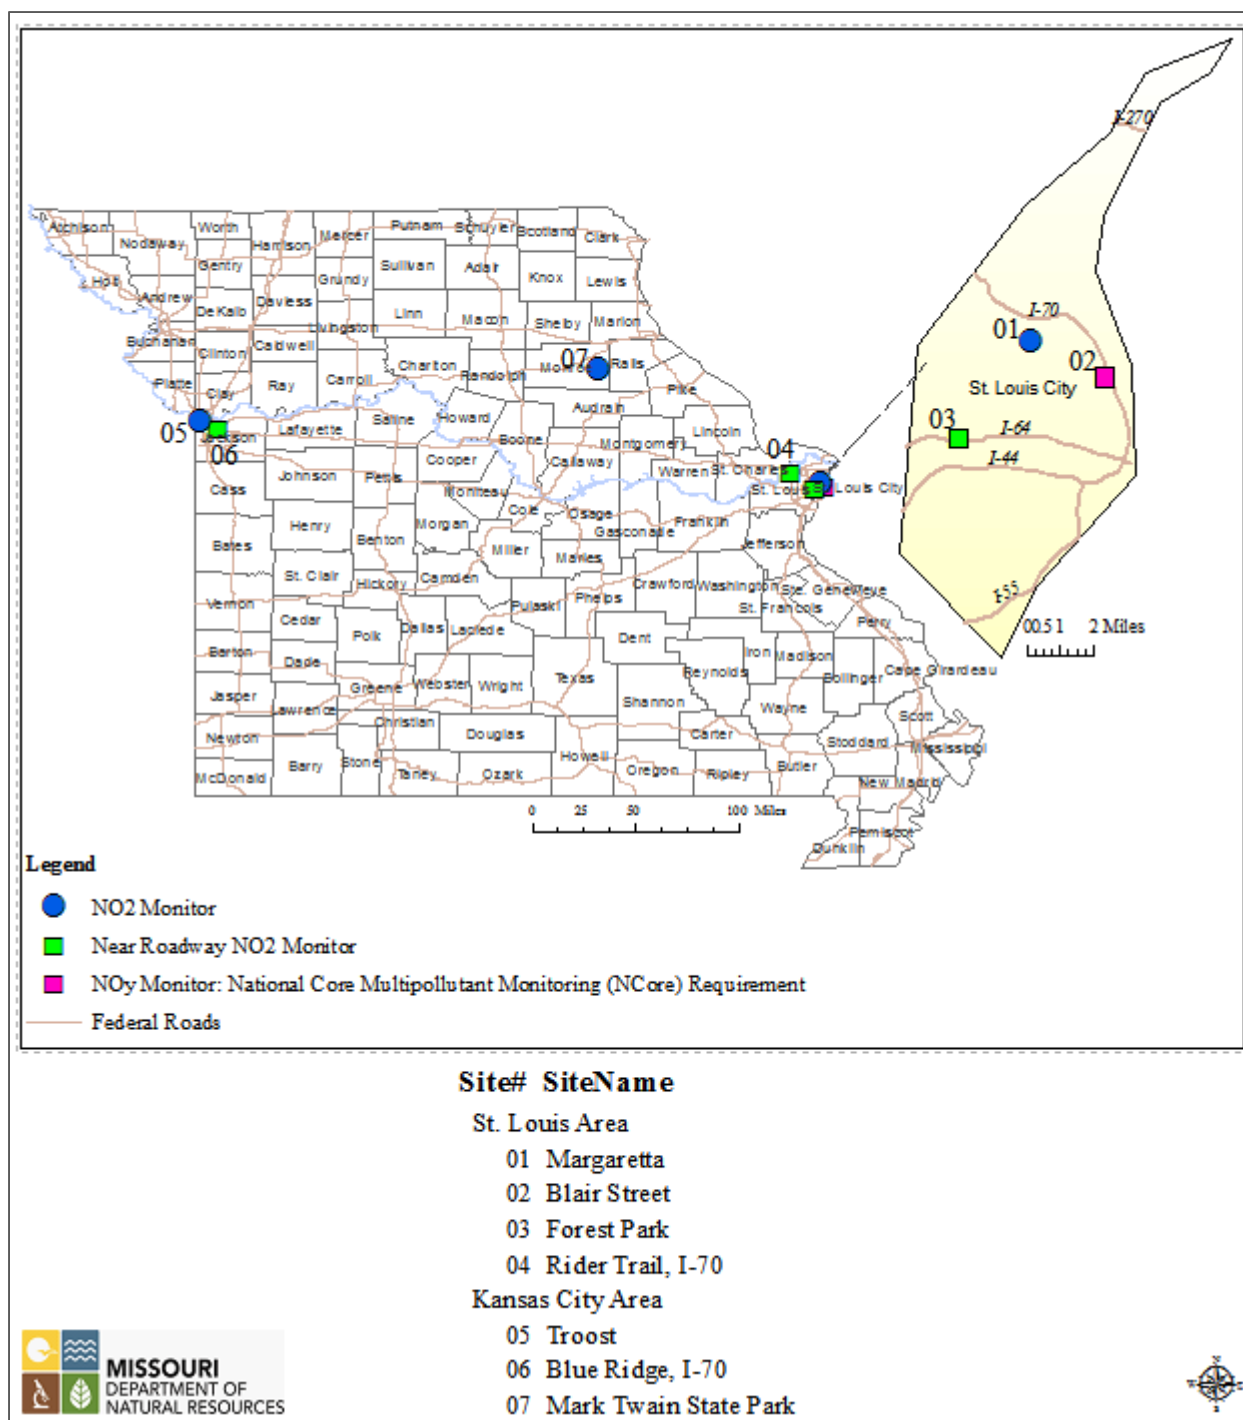 I-270
Atchison Nodaway Worth Harrison Mercer Putnam Schuyler Scotland Clark
Holt Gentry Grundy Sullivan Adair Knox Lewis
Andrew DeKalb Daviess Livingston Linn Macon Shelby Marion
Buchanan Clinton Caldwell Chariton Randolph Monroe Ralls
07
Platte Clay Ray Carroll Pike
Saline Howard Audrain
05 Jackson Lafayette Boone Montgomery Lincoln
06
04
Cass Johnson Pettis Cooper Callaway Warren St. Charles
Moniteau St. Louis St. Louis City
Henry Morgan Cole Osage Gasconade Franklin
Bates Benton Miller Maries Jefferson
St. Clair Hickory Camden Crawford Washington Ste. Genevieve
Vernon Pulaski Phelps St. Francois
Cedar Polk Dallas Laclede Dent Perry
Barton Dade Iron Madison
Reynolds Bollinger Cape Girardeau
Jasper Greene Webster Wright Texas
Lawrence Shannon Wayne Scott
Newton Christian Douglas Carter Stoddard Mississippi
McDonald Barry Stone Taney Ozark Howell Oregon Ripley Butler
New Madrid
Pemiscot
Dunklin
I-70
01
02
St. Louis City
03
I-64
I-44
I-55
00.5 1 2 Miles
0 25 50 100 Miles
Legend
NO2 Monitor
Near Roadway NO2 Monitor
NOy Monitor: National Core Multipollutant Monitoring (NCore) Requirement
Federal Roads
Site# SiteName
St. Louis Area
01 Margaretta
02 Blair Street
03 Forest Park
04 Rider Trail, I-70
Kansas City Area
05 Troost
06 Blue Ridge, I-70
07 Mark Twain State Park
MISSOURI
DEPARTMENT OF
NATURAL RESOURCES